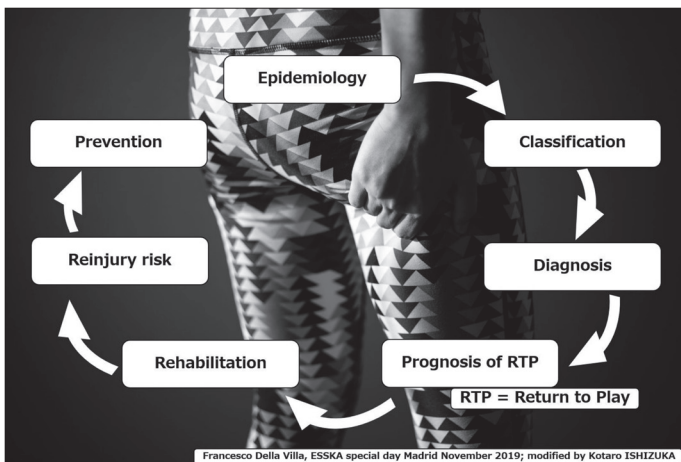 Epidemiology
Classification
Diagnosis
Prognosis of RTP
RTP = Return to Play
Rehabilitation
Reinjury risk
Prevention
Francesco Della Villa, ESSKA special day Madrid November 2019; modified by Kotaro ISHIZUKA